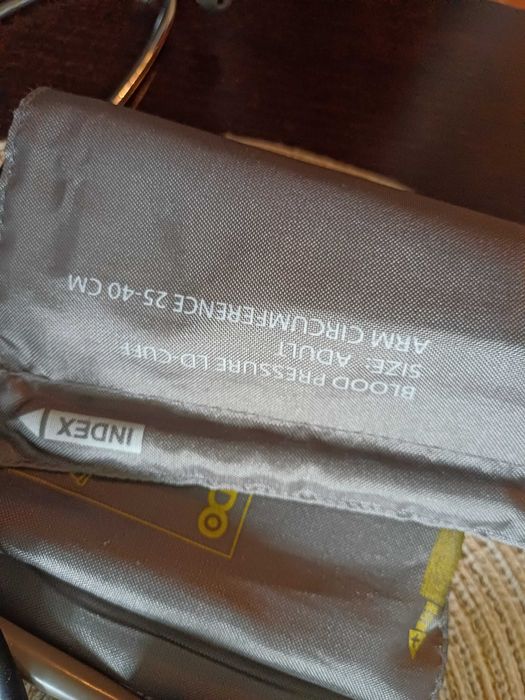 BLOOD PRESSURE LD-CUFF
SIZE: ADULT
ARM CIRCUMFERENCE 25-40 CM
INDEX